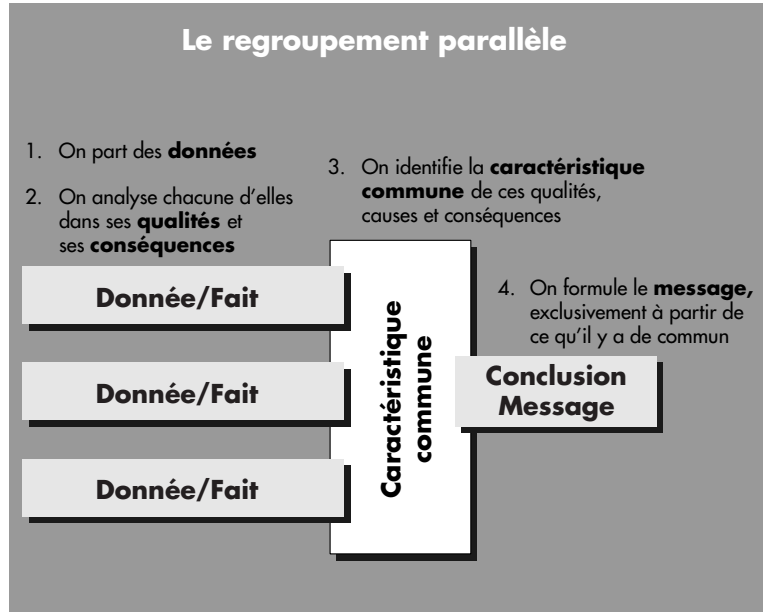 Le regroupement parallèle
1. On part des données
2. On analyse chacune d'elles
dans ses qualités et
ses conséquences
3. On identifie la caractéristique
commune de ces qualités,
causes et conséquences
Donnée/Fait
Donnée/Fait
Donnée/Fait
Caractéristique
commune
4. On formule le message,
exclusivement à partir de
ce qu'il y a de commun
Conclusion
Message